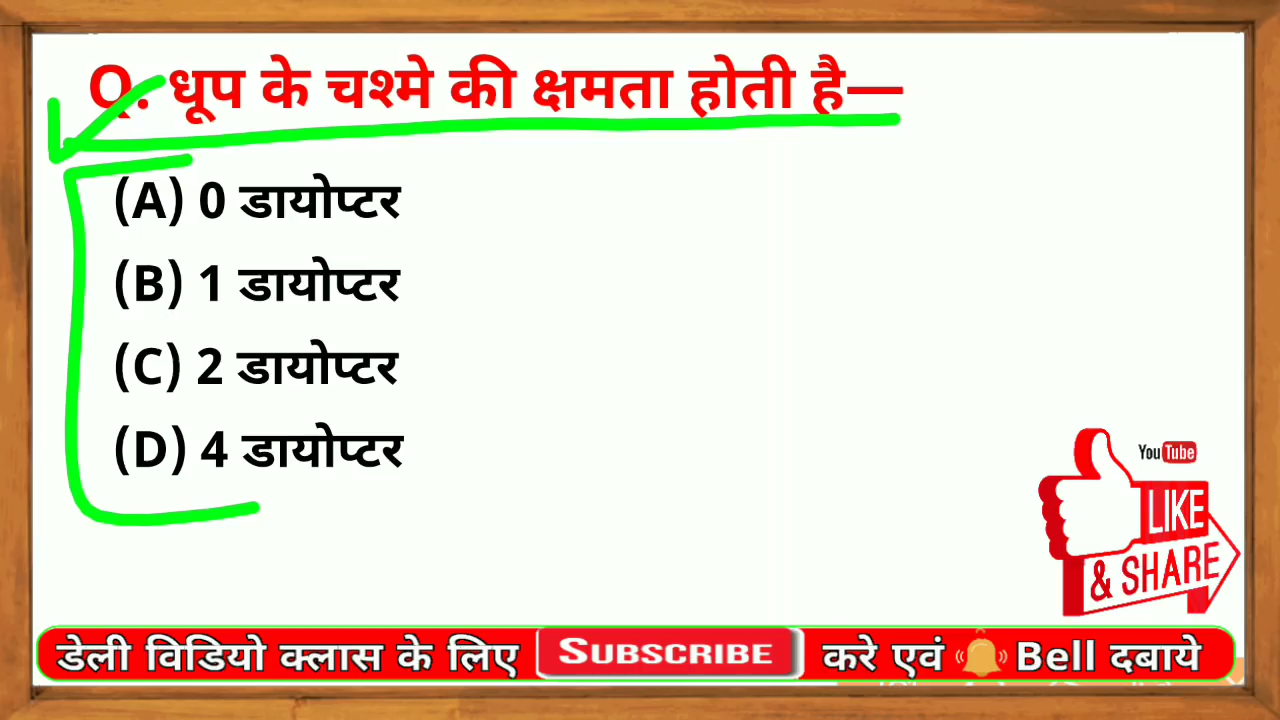 Q. धूप के चश्मे की क्षमता होती है—
(A) 0 डायोप्टर
(B) 1 डायोप्टर
(C) 2 डायोप्टर
(D) 4 डायोप्टर
YouTube
LIKE
& SHARE
डेली विडियो क्लास के लिए SUBSCRIBE करे एवं Bell दबाये